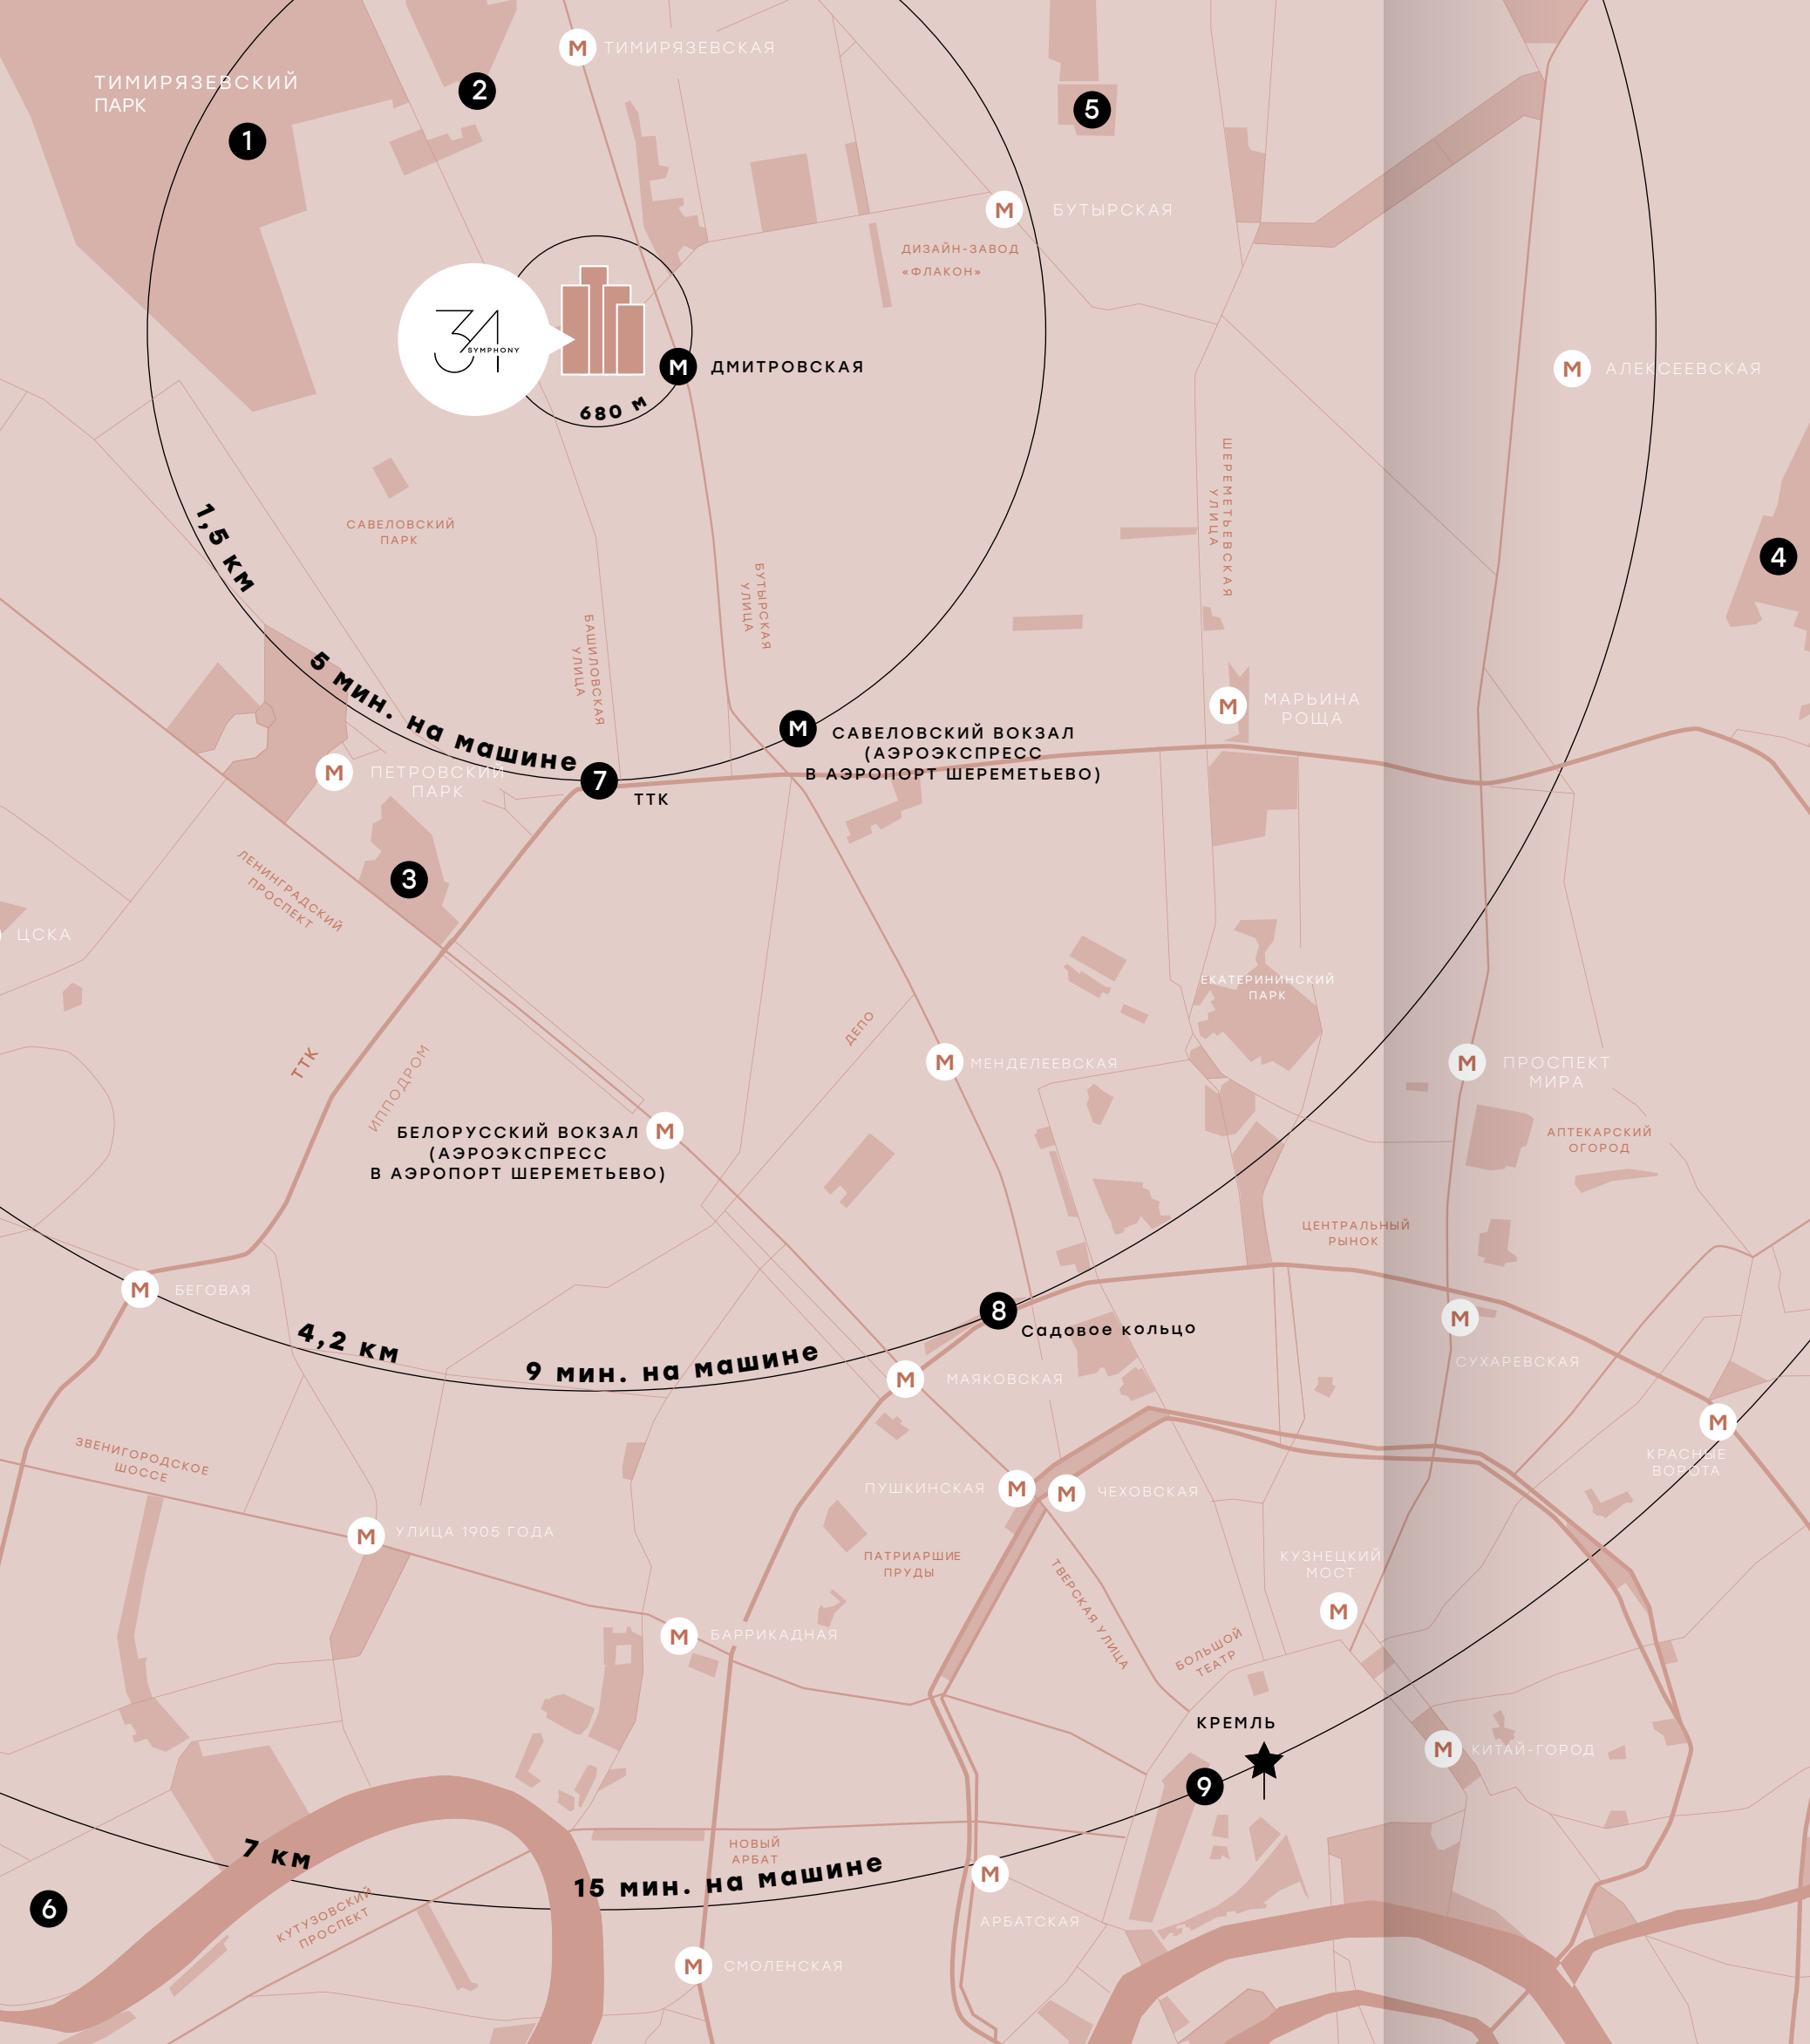 М ТИМИРЯЗЕВСКАЯ
ТИМИРЯЗЕВСКИЙ
ПАРК
2
5
1
М БУТЫРСКАЯ
ДИЗАЙН-ЗАВОД
«ФЛАКОН»
34
SYMPHONY
М ДМИТРОВСКАЯ
680 м
М АЛЕКСЕЕВСКАЯ
ШЕРЕМЕТЬЕВСКАЯ
УЛИЦА
1,5 км
САВЕЛОВСКИЙ
ПАРК
4
БУТЫРСКАЯ
УЛИЦА
БАШИЛОВСКАЯ
УЛИЦА
5 мин. на машине
М МАРЬИНА
РОЩА
М САВЕЛОВСКИЙ ВОКЗАЛ
(АЭРОЭКСПРЕСС
В АЭРОПОРТ ШЕРЕМЕТЬЕВО)
М ПЕТРОВСКИЙ
ПАРК
7
ТТК
3
ЛЕНИНГРАДСКИЙ
ПРОСПЕКТ
ЦСКА
ЕКАТЕРИНИНСКИЙ
ПАРК
ДЕПО
ТТК
ИППОДРОМ
М МЕНДЕЛЕЕВСКАЯ
М ПРОСПЕКТ
МИРА
БЕЛОРУССКИЙ ВОКЗАЛ М
(АЭРОЭКСПРЕСС
В АЭРОПОРТ ШЕРЕМЕТЬЕВО)
АПТЕКАРСКИЙ
ОГОРОД
ЦЕНТРАЛЬНЫЙ
РЫНОК
М БЕГОВАЯ
8
Садовое кольцо
М
СУХАРЕВСКАЯ
4,2 км
9 мин. на машине
М МАЯКОВСКАЯ
М
КРАСНЫЕ
ВОРОТА
ЗВЕНИГОРОДСКОЕ
ШОССЕ
ПУШКИНСКАЯ М
М ЧЕХОВСКАЯ
М УЛИЦА 1905 ГОДА
ПАТРИАРШИЕ
ПРУДЫ
ТВЕРСКАЯ УЛИЦА
КУЗНЕЦКИЙ
МОСТ
М
М БАРРИКАДНАЯ
БОЛЬШОЙ
ТЕАТР
КРЕМЛЬ
М КИТАЙ-ГОРОД
9
7 км
НОВЫЙ
АРБАТ
15 мин. на машине
М
АРБАТСКАЯ
6
КУТУЗОВСКИЙ
ПРОСПЕКТ
М СМОЛЕНСКАЯ